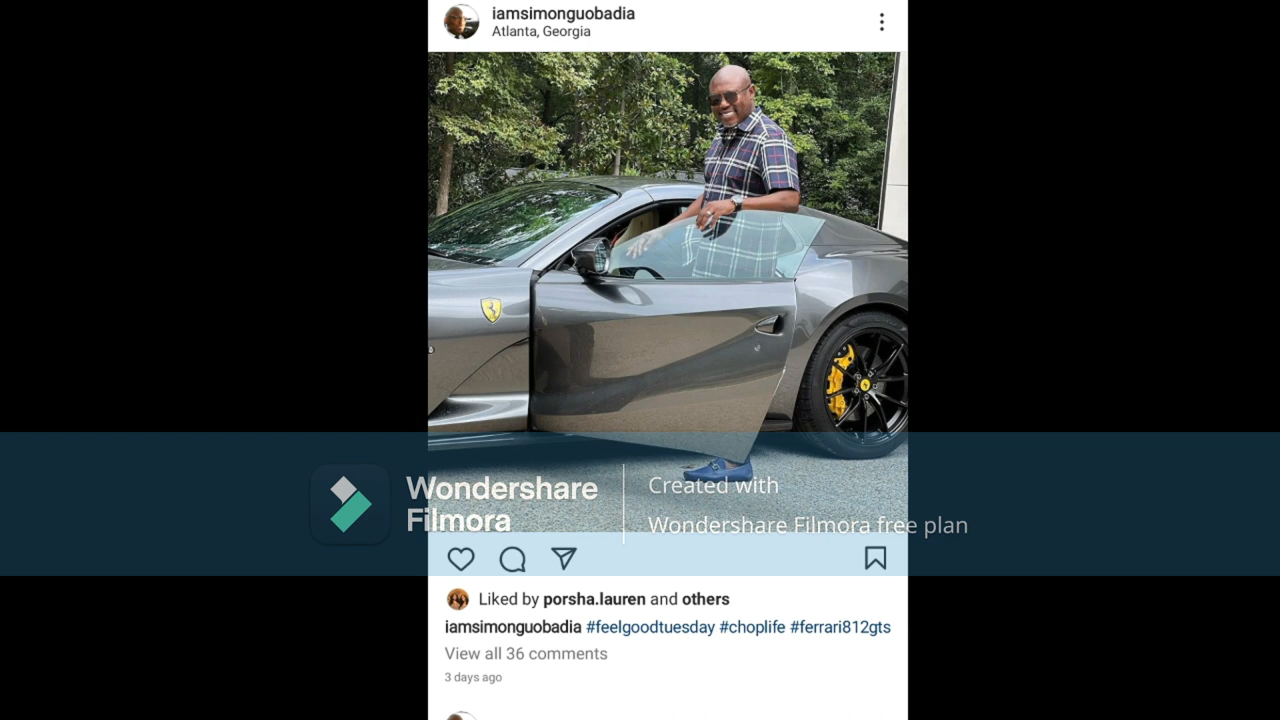 iamsimonguobadia
Atlanta, Georgia
Wondershare
Filmora
Created with
Wondershare Filmora free plan
Liked by porsha.lauren and others
iamsimonguobadia #feelgoodtuesday #choplife #ferrari812gts
View all 36 comments
3 days ago